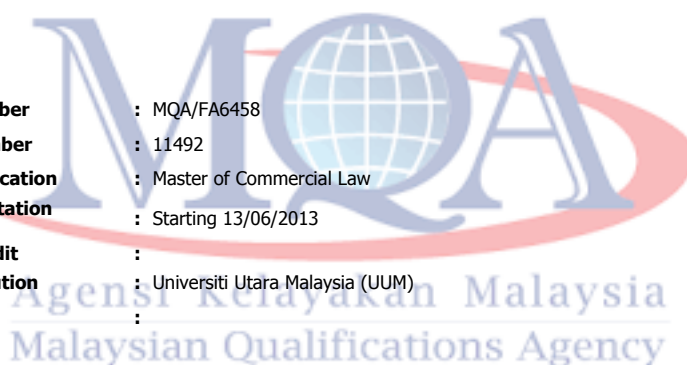 MQA
ber : MQA/FA6458
ber : 11492
cation : Master of Commercial Law
tation : Starting 13/06/2013
dit :
tion : Universiti Utara Malaysia (UUM)
:
Agensi Kelayakan Malaysia
Malaysian Qualifications Agency